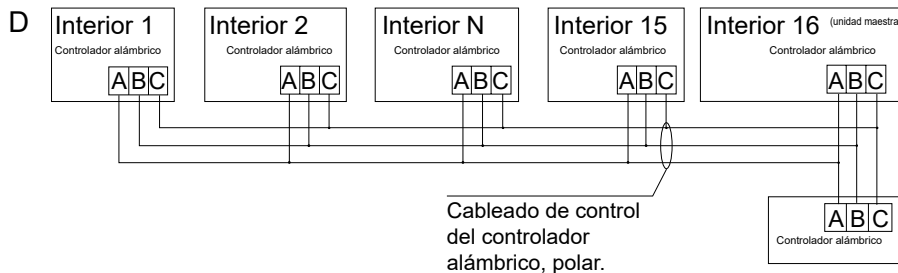 D
Interior 1
Controlador alámbrico
A B C
Interior 2
Controlador alámbrico
A B C
Interior N
Controlador alámbrico
A B C
Interior 15
Controlador alámbrico
A B C
Interior 16 (unidad maestra
Controlador alámbrico
A B C
Cableado de control
del controlador
alámbrico, polar.
A B C
Controlador alámbrico